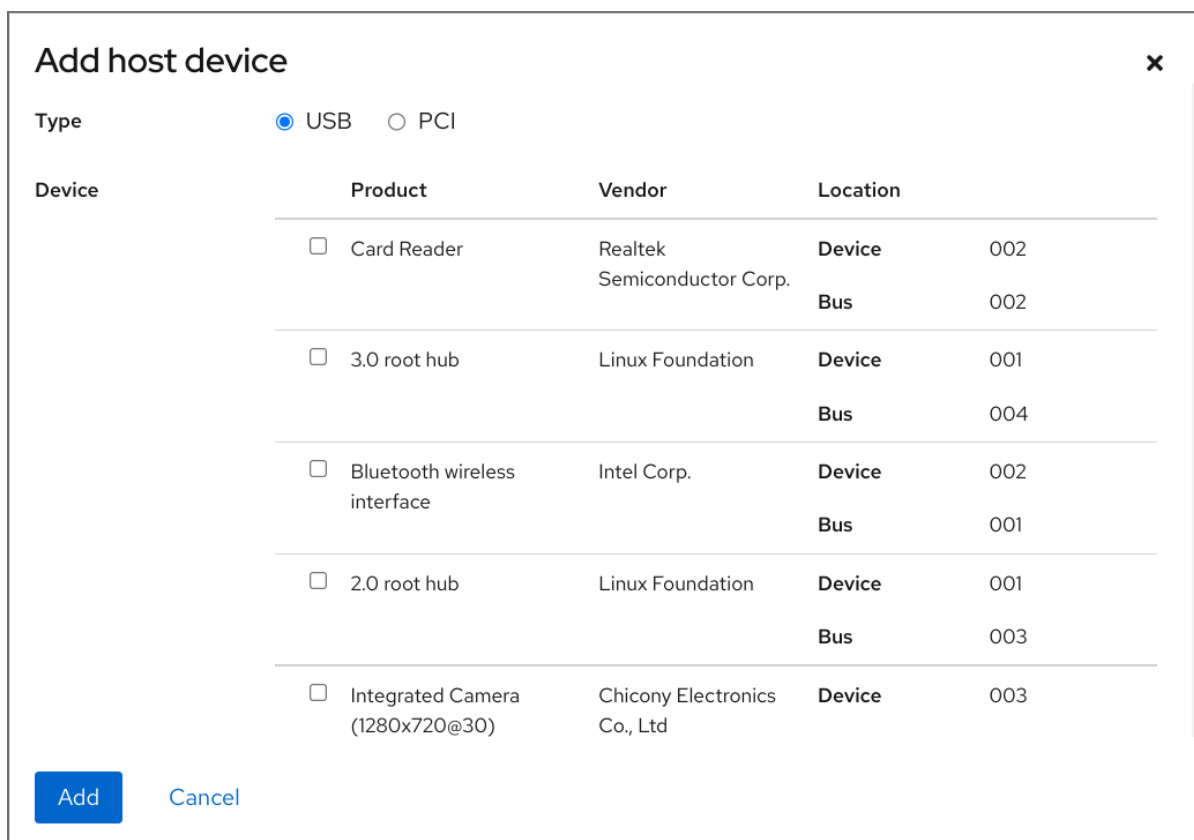 Add host device
Type USB PCI
Device Product Vendor Location
Card Reader Realtek Device 002
Semiconductor Corp.
Bus 002
3.0 root hub Linux Foundation Device 001
Bus 004
Bluetooth wireless Intel Corp. Device 002
interface
Bus 001
2.0 root hub Linux Foundation Device 001
Bus 003
Integrated Camera Chicony Electronics Device 003
(1280x720@30) Co., Ltd
Add Cancel